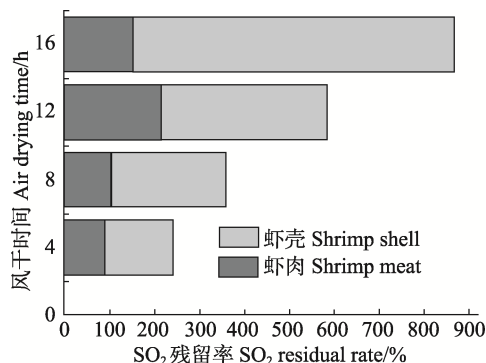 16
12
8
4
0
风干时间 Air drying time/h
虾壳 Shrimp shell
虾肉 Shrimp meat
0 100 200 300 400 500 600 700 800 900
SO₂残留率 SO₂ residual rate/%